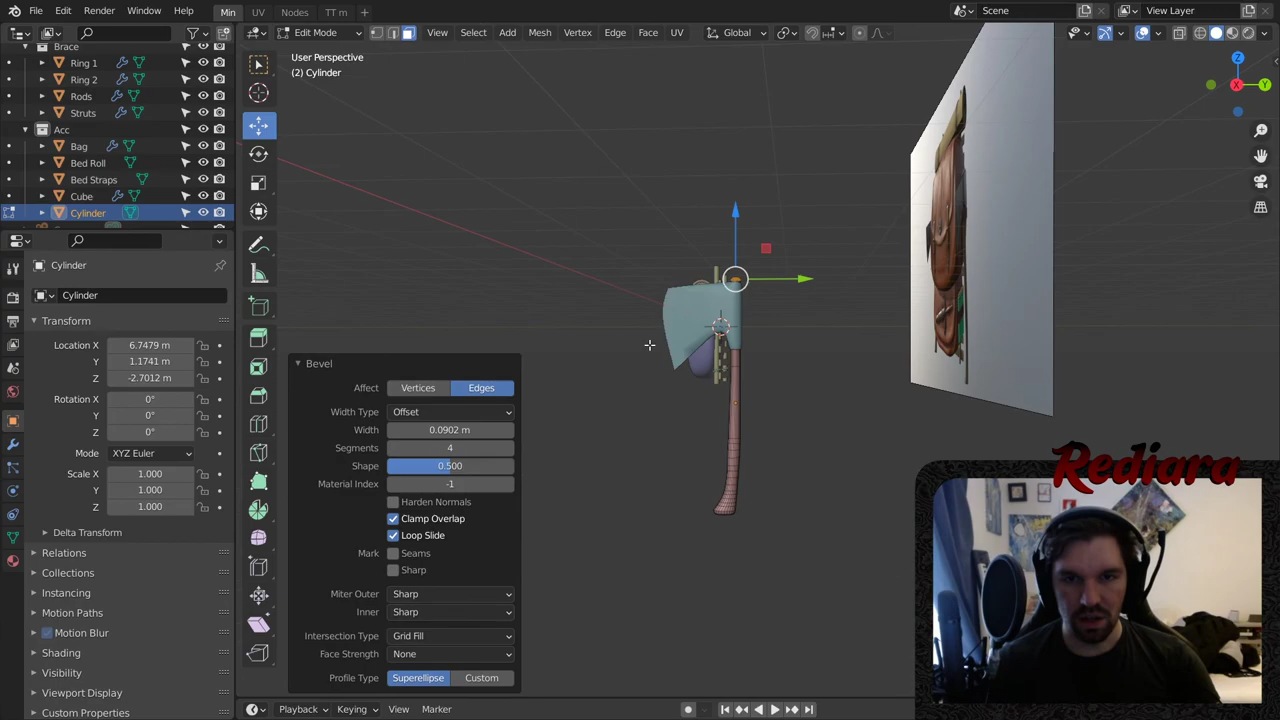 File Edit Render Window Help Min UV Nodes TT m + Scene View Layer
Edit Mode View Select Add Mesh Vertex Edge Face UV Global
Brace
Ring 1
Ring 2
Rods
Struts
Acc
Bag
Bed Roll
Bed Straps
Cube
Cylinder
User Perspective
(2) Cylinder
Z
X
Y
Cylinder
Cylinder
Transform
Location X 6.7479 m
Y 1.1741 m
Z -2.7012 m
Rotation X 0°
Y 0°
Z 0°
Mode XYZ Euler
Scale X 1.000
Y 1.000
Z 1.000
Delta Transform
Relations
Collections
Instancing
Motion Paths
Motion Blur
Shading
Visibility
Viewport Display
Custom Properties
Bevel
Affect Vertices Edges
Width Type Offset
Width 0.0902 m
Segments 4
Shape 0.500
Material Index -1
Harden Normals
Clamp Overlap
Loop Slide
Mark Seams
Sharp
Miter Outer Sharp
Inner Sharp
Intersection Type Grid Fill
Face Strength None
Profile Type Superellipse Custom
Rediara
Playback Keying View Marker